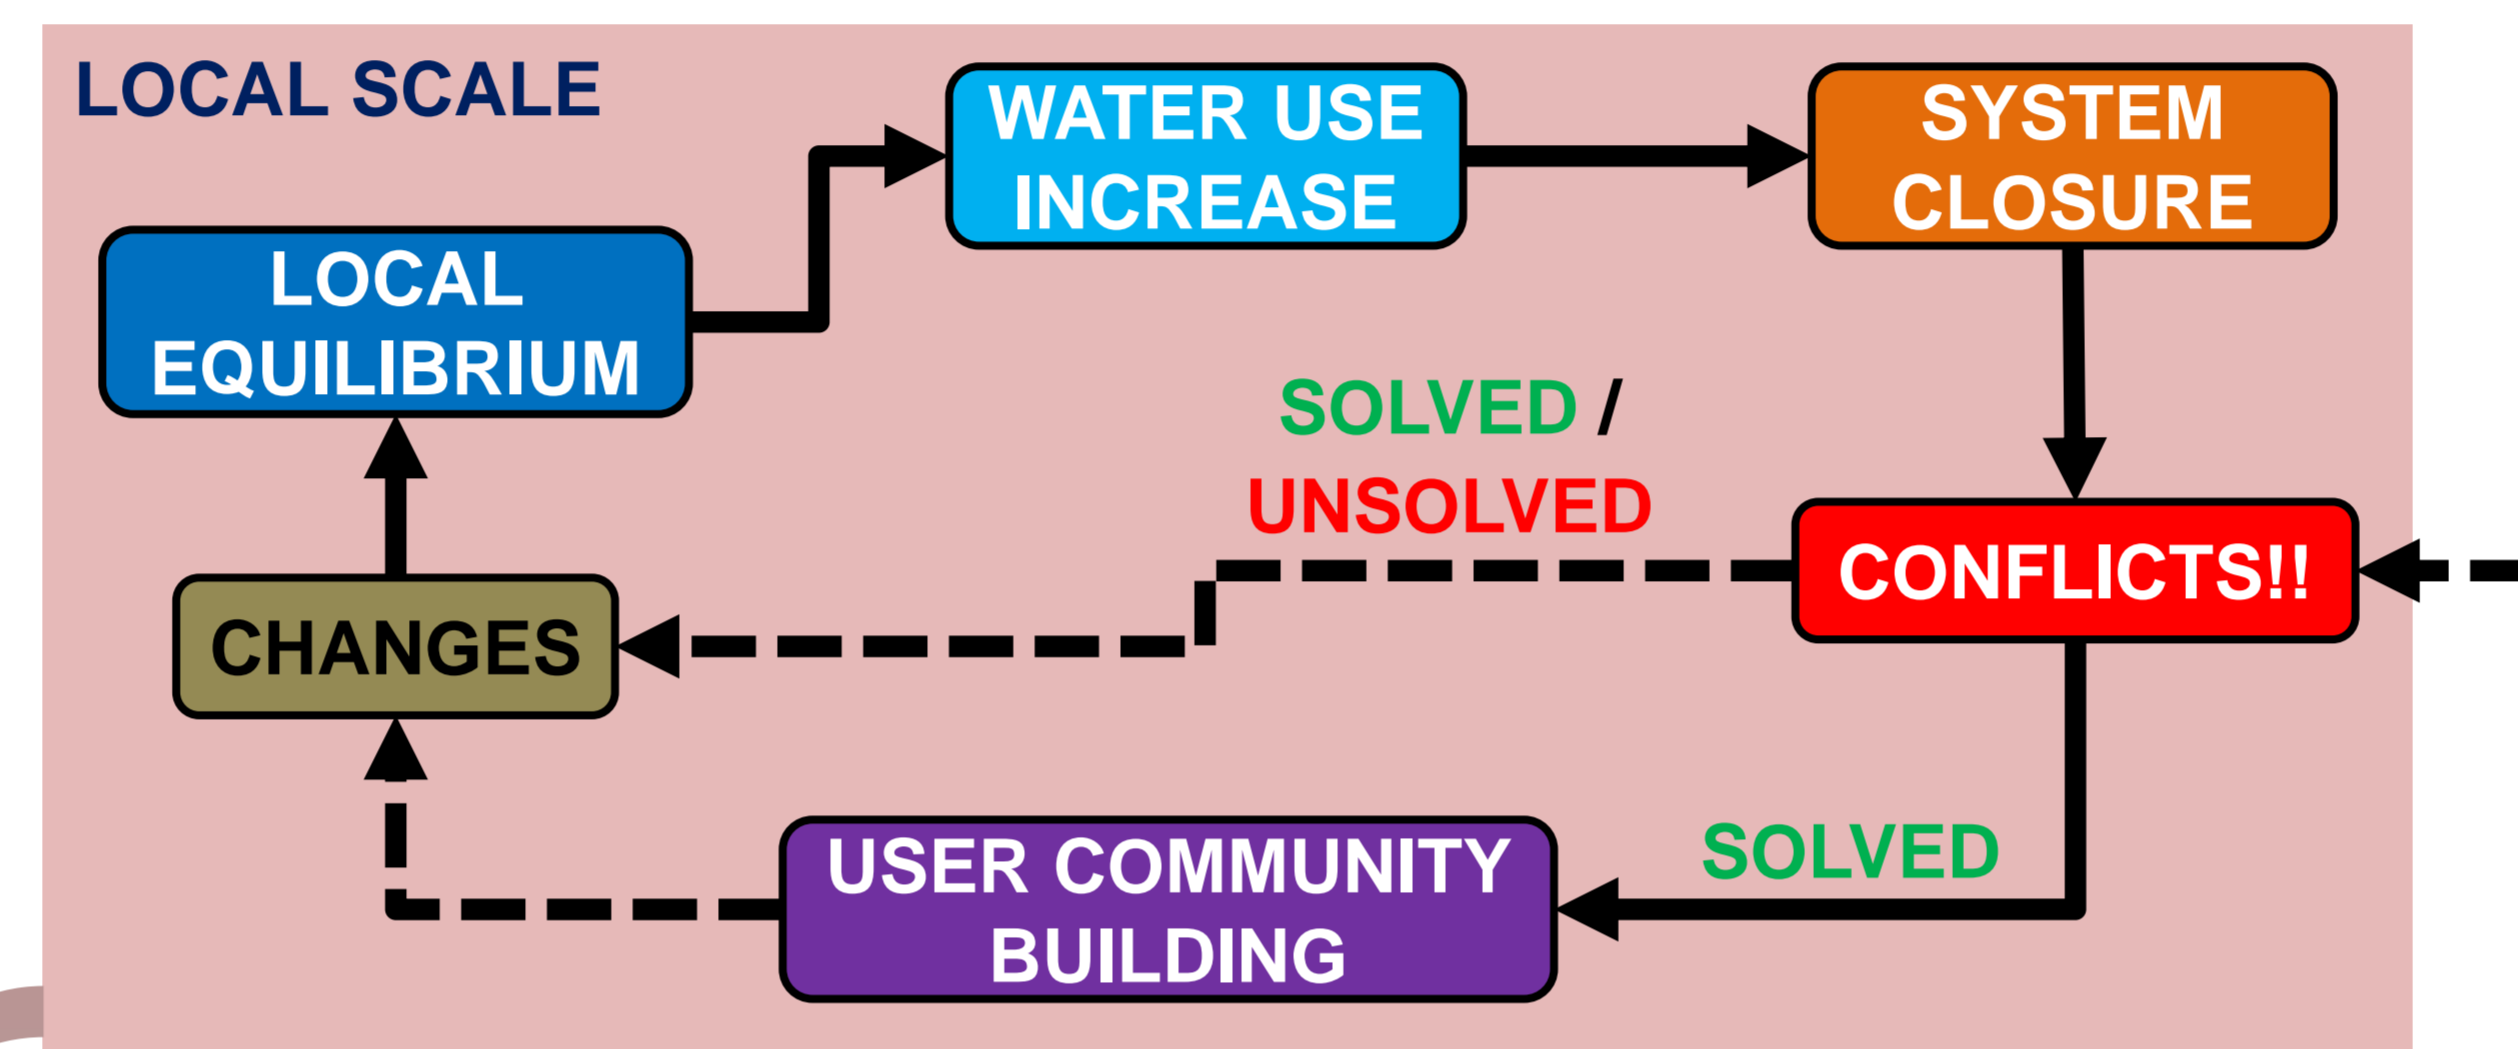 LOCAL SCALE
WATER USE
INCREASE
SYSTEM
CLOSURE
LOCAL
EQUILIBRIUM
SOLVED /
UNSOLVED
CONFLICTS!!
CHANGES
USER COMMUNITY
BUILDING
SOLVED